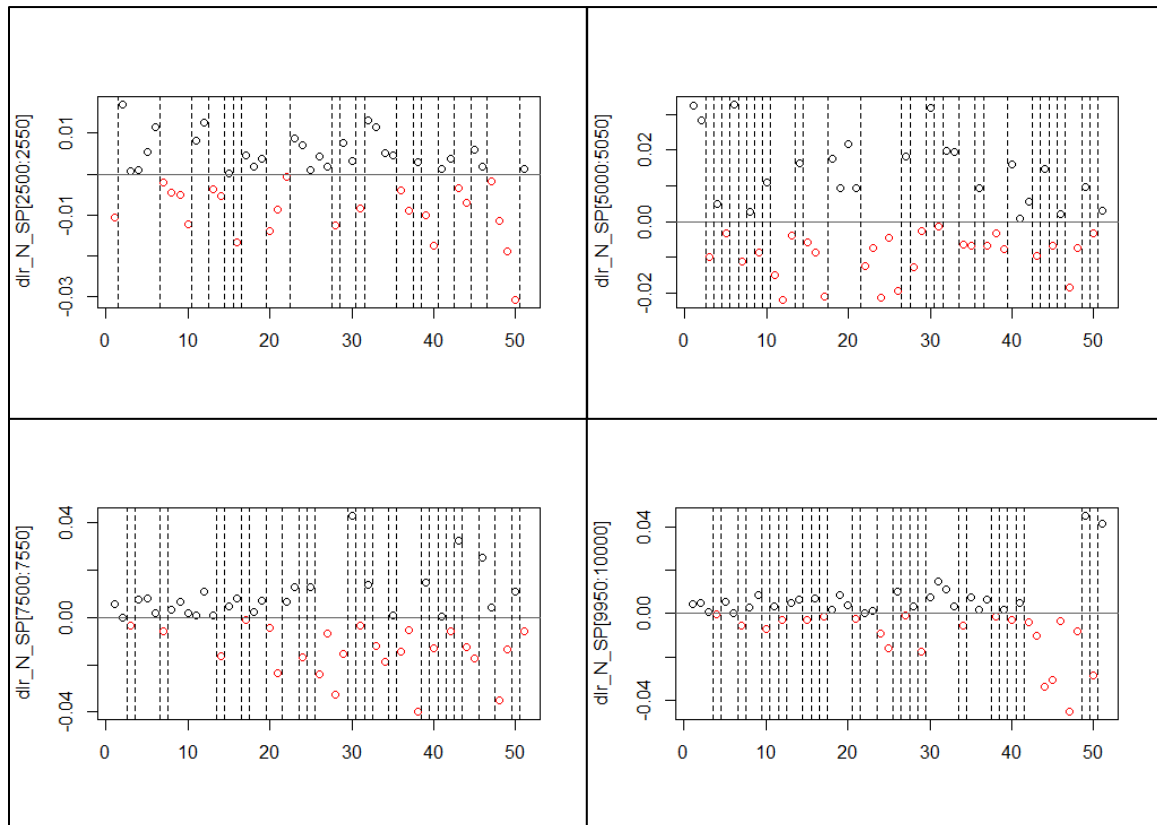 dlr_N_SP[2500:2550]
0.01
-0.01
-0.03
0 10 20 30 40 50
dlr_N_SP[5000:5050]
0.02
0.00
-0.02
0 10 20 30 40 50
dlr_N_SP[7500:7550]
0.04
0.00
-0.04
0 10 20 30 40 50
dlr_N_SP[9950:10000]
0.04
0.00
-0.04
0 10 20 30 40 50